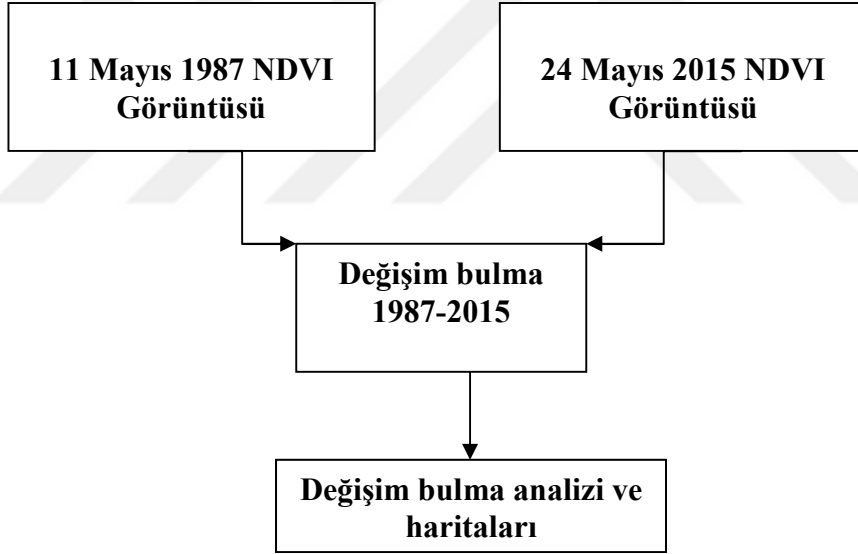 11 Mayıs 1987 NDVI
Görüntüsü
24 Mayıs 2015 NDVI
Görüntüsü
Değişim bulma
1987-2015
Değişim bulma analizi ve
haritaları